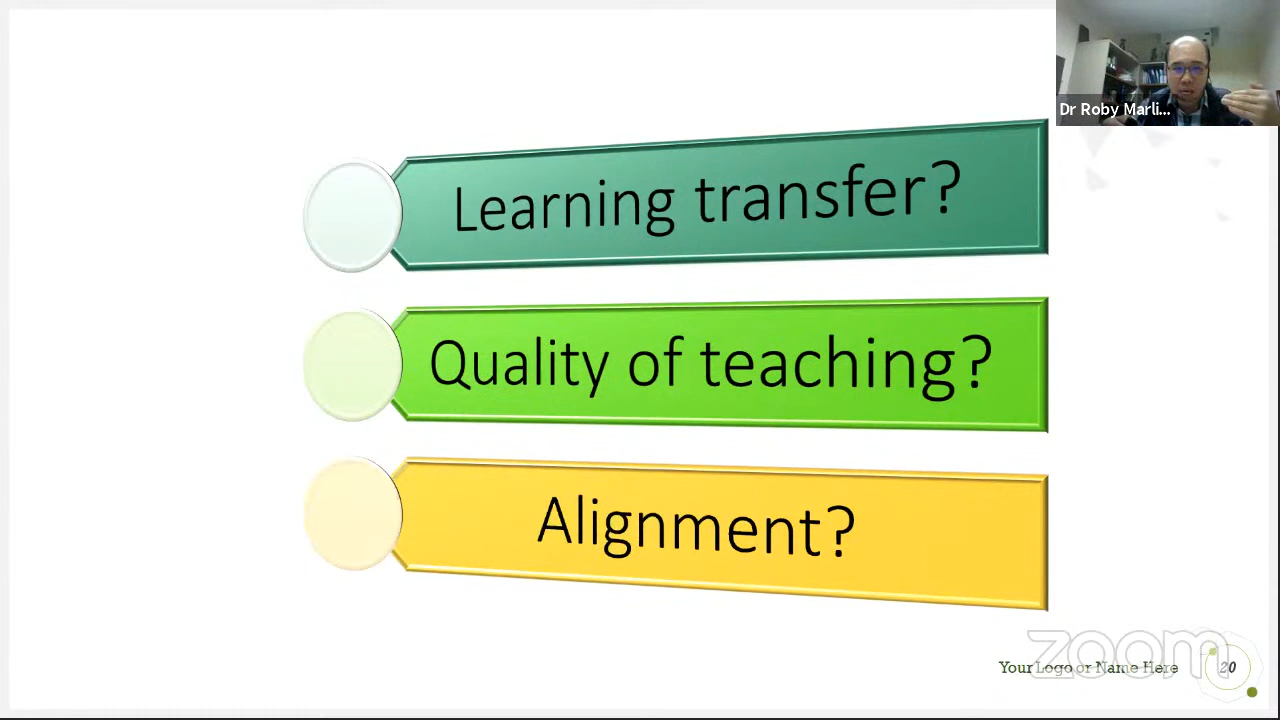 Dr Roby Marli...
Learning transfer?
Quality of teaching?
Alignment?
zoom
Your Logo or Name Here
20